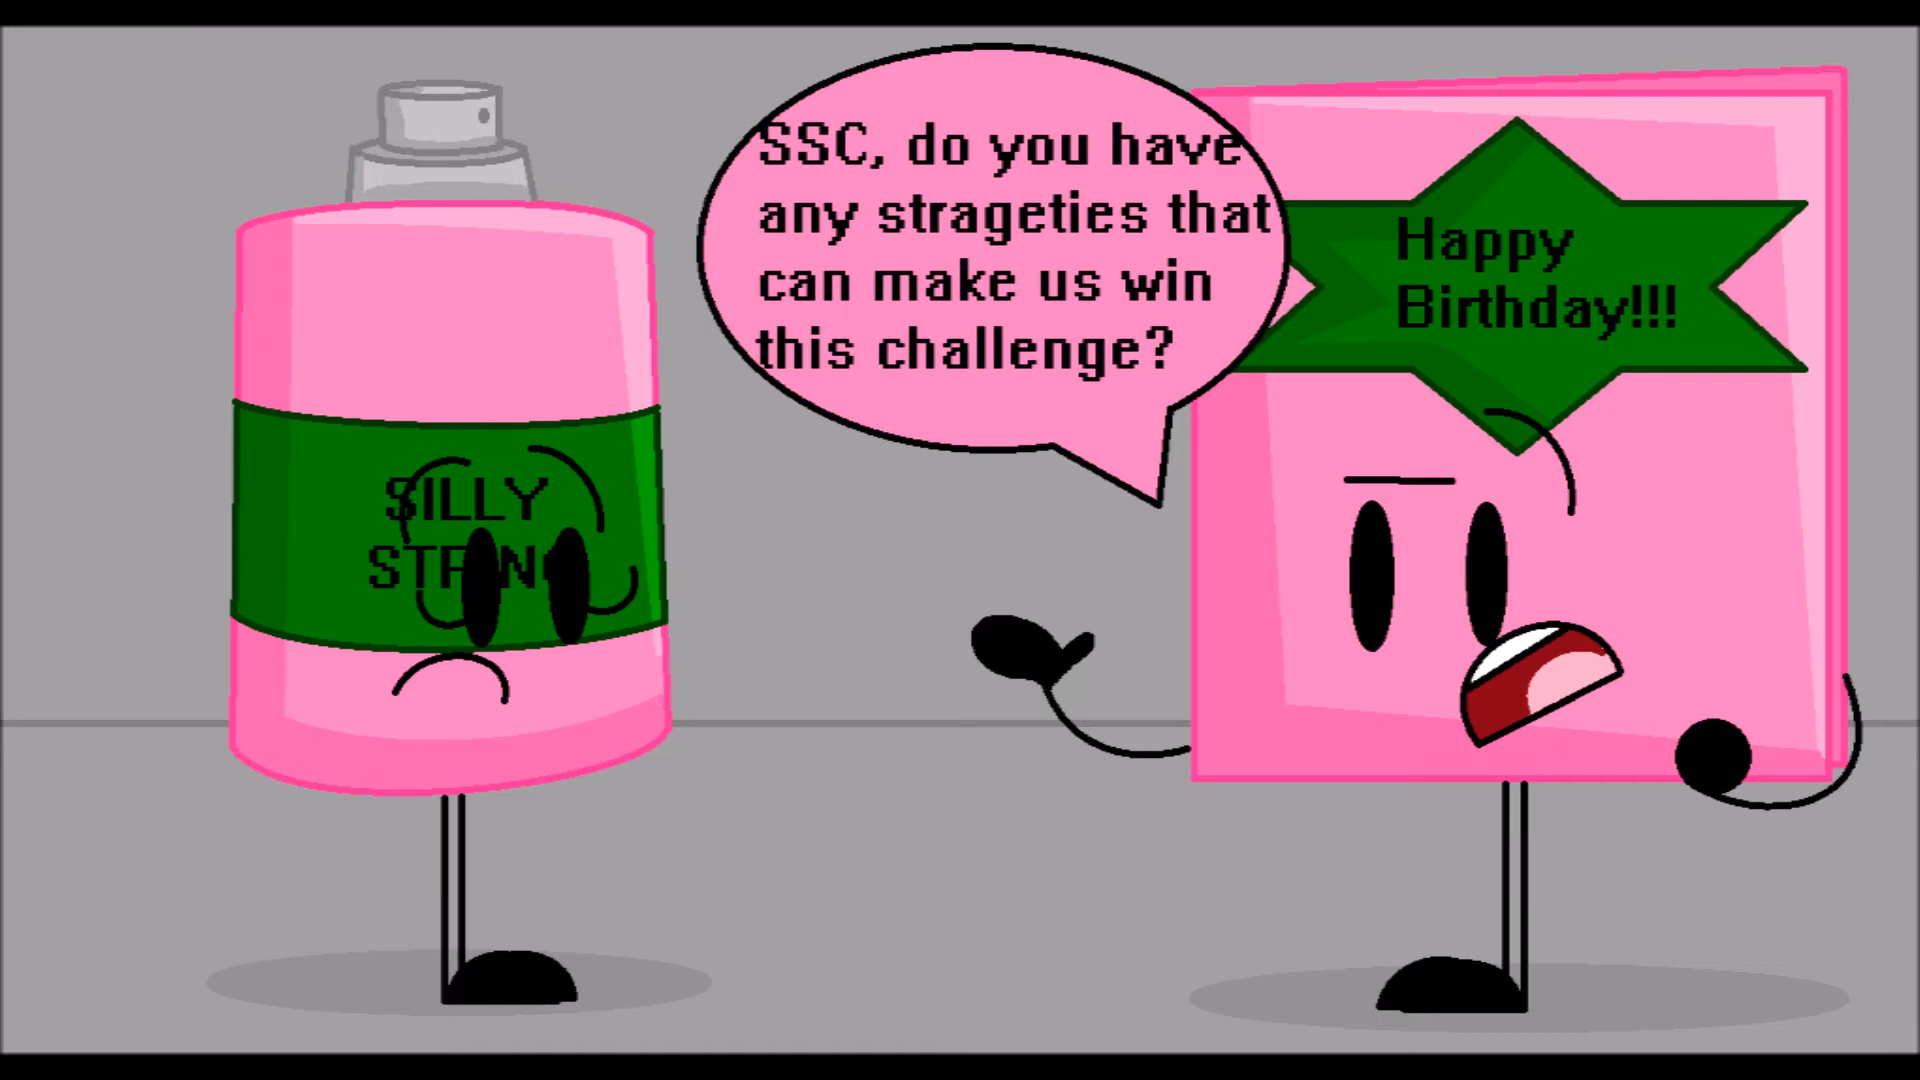 SSC, do you have
any strageties that
can make us win
this challenge?
Happy
Birthday!!!
SILLY